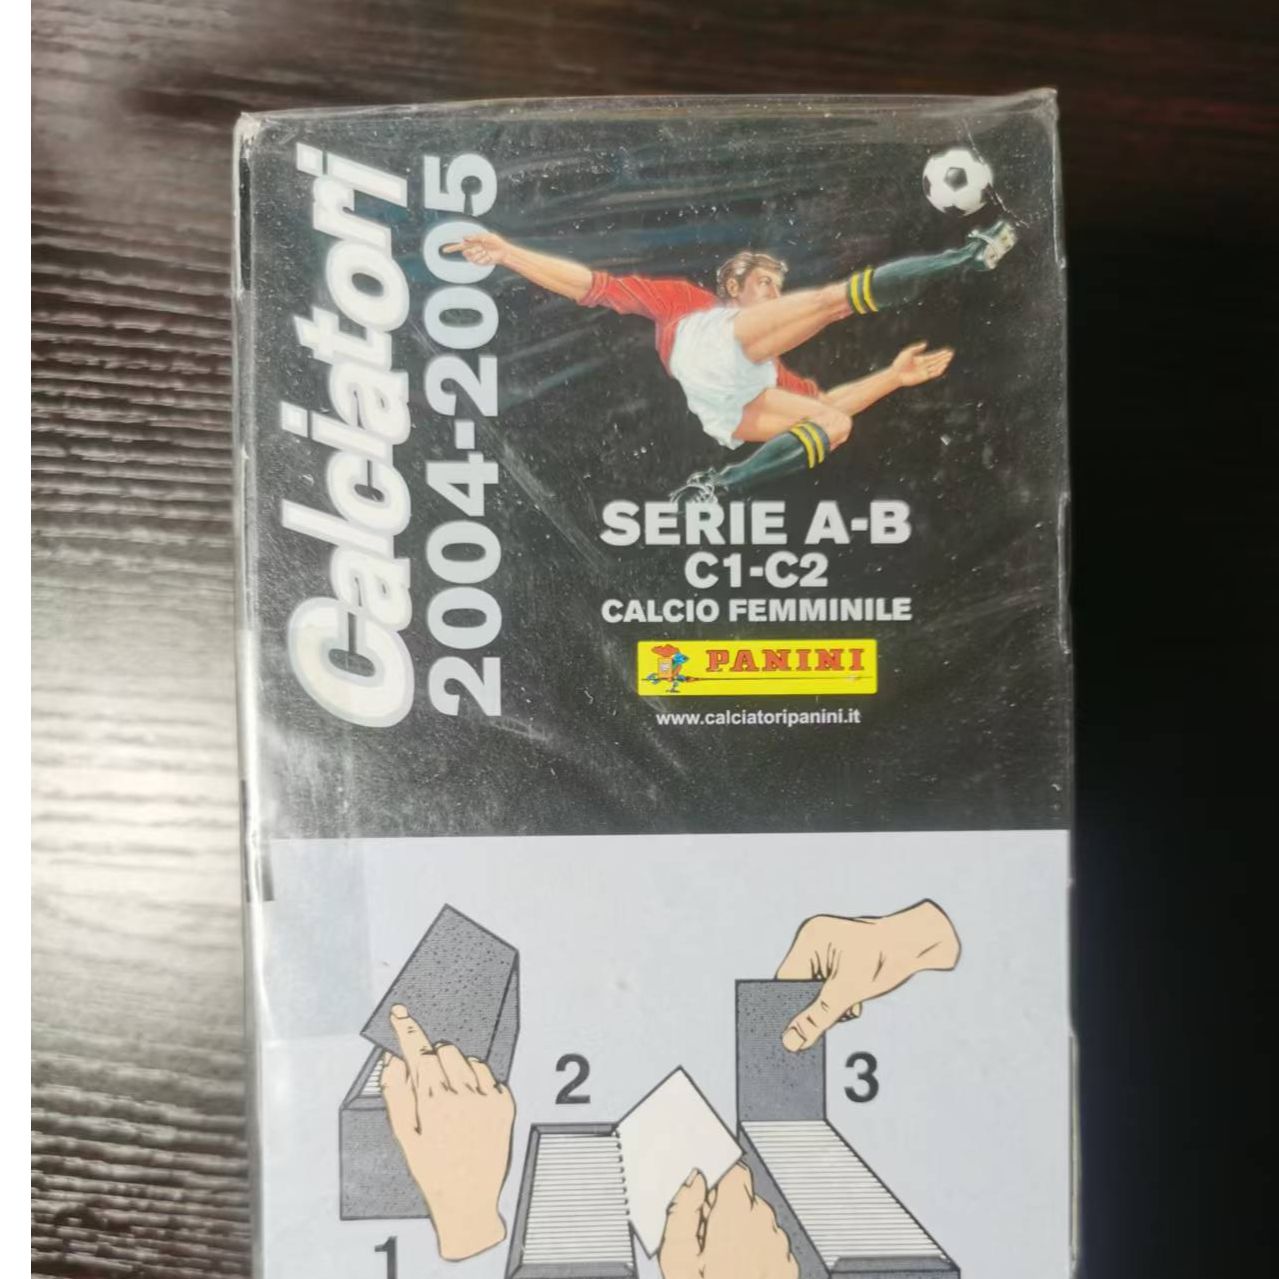 Calciatori
2004-2005
SERIE A-B
C1-C2
CALCIO FEMMINILE
PANINI
www.calciatoripanini.it
1
2
3